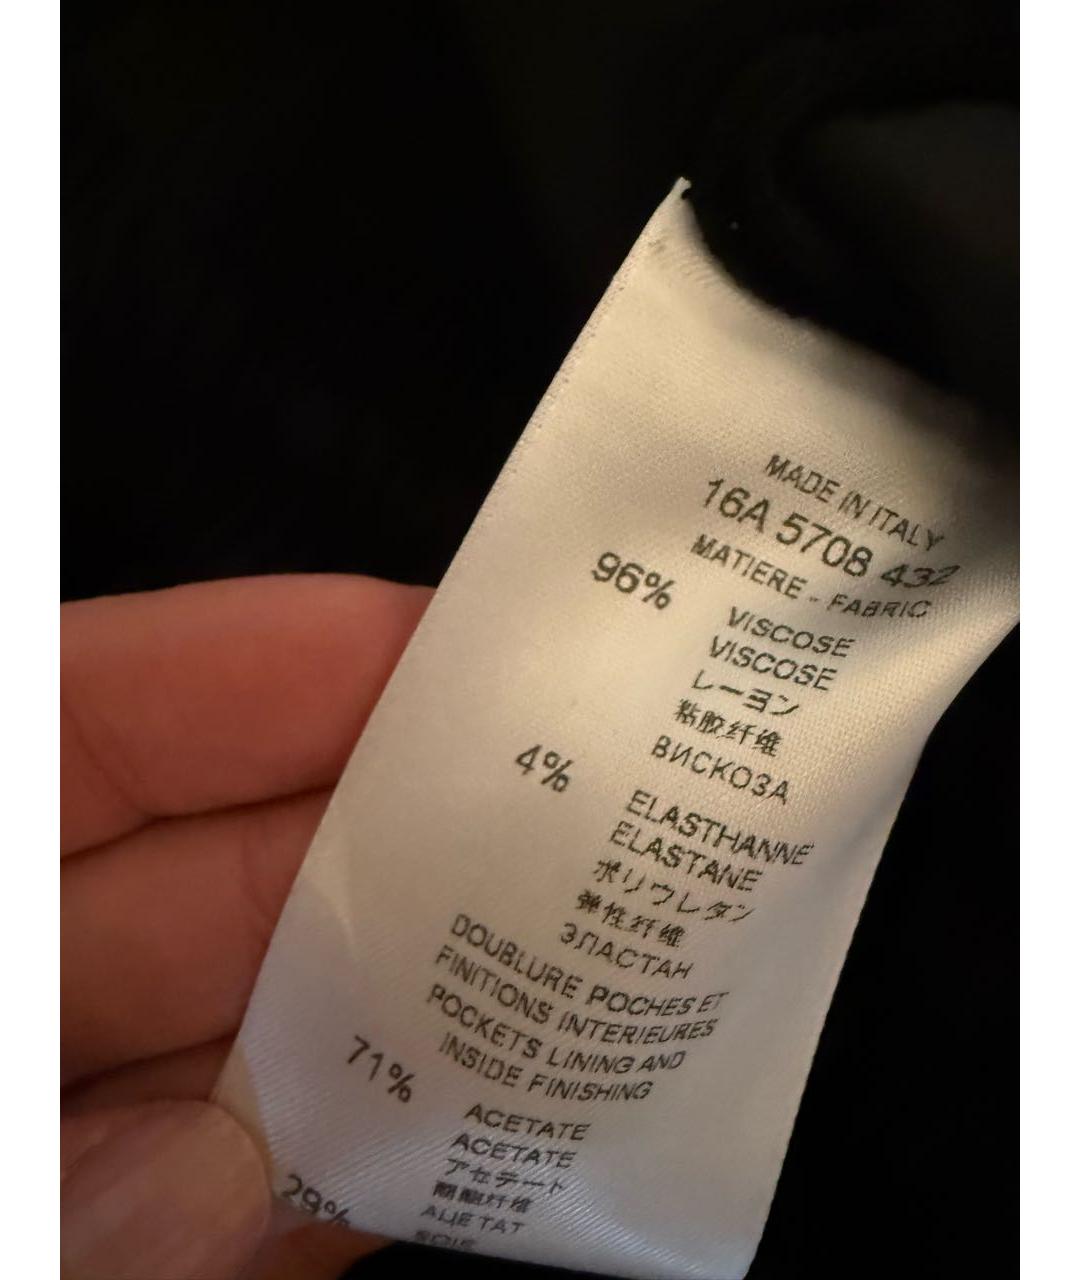 MADE IN ITALY
16A 5708 432
MATIERE - FABRIC
96% VISCOSE
VISCOSE
レーヨン
粘胶纤维
ВИСКОЗА
4% ELASTHANNE
ELASTANE
ポリウレタン
弹性纤维
ЭЛАСТАН
DOUBLURE POCHES ET
FINITIONS INTERIEURES
POCKETS LINING AND
INSIDE FINISHING
71% ACETATE
ACETATE
アセテート
АЦЕТАТ
29% SOIE